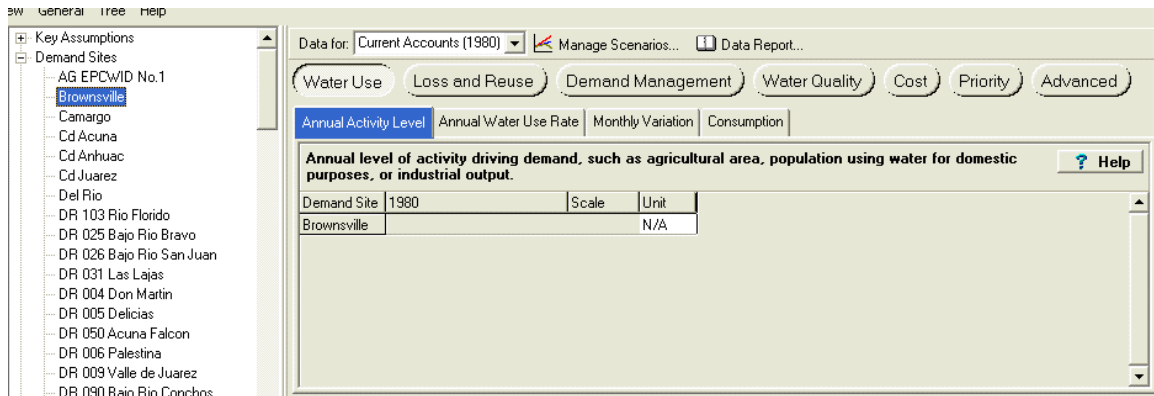 ew General Tree Help
Key Assumptions
Demand Sites
AG EPCWID No.1
Brownsville
Camargo
Cd Acuna
Cd Anhuac
Cd Juarez
Del Rio
DR 103 Rio Florido
DR 025 Bajo Rio Bravo
DR 026 Bajo Rio San Juan
DR 031 Las Lajas
DR 004 Don Martin
DR 005 Delicias
DR 050 Acuna Falcon
DR 006 Palestina
DR 009 Valle de Juarez
DR 090 Bajo Rio Conchos
Data for: Current Accounts (1980) Manage Scenarios... Data Report...
Water Use Loss and Reuse Demand Management Water Quality Cost Priority Advanced
Annual Activity Level Annual Water Use Rate Monthly Variation Consumption
Annual level of activity driving demand, such as agricultural area, population using water for domestic
purposes, or industrial output.
? Help
Demand Site 1980 Scale Unit
Brownsville N/A